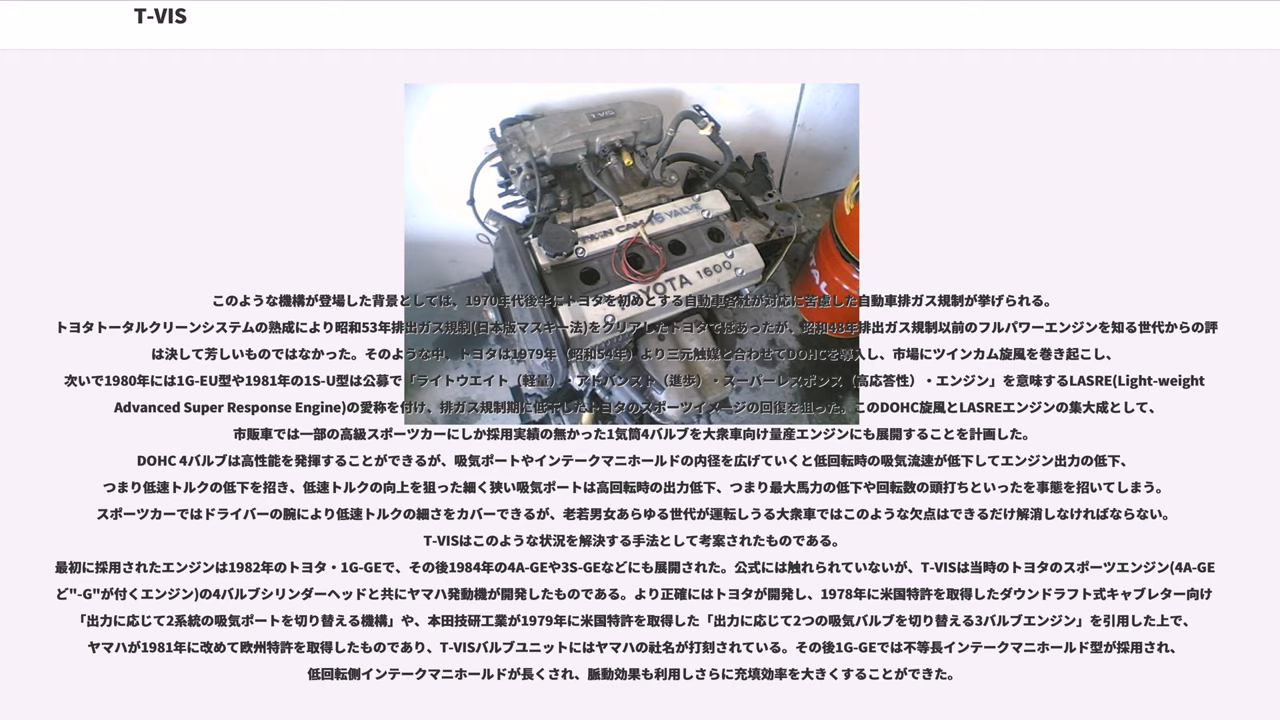 T-VIS
T-VIS
TWIN CAM 16 VALVE
TOYOTA 1600
TOTAL
このような機構が登場した背景としては、1970年代後半にトヨタを初めとする自動車各社が対応に苦慮した自動車排ガス規制が挙げられる。
トヨタトータルクリーンシステムの熟成により昭和53年排出ガス規制(日本版マスキー法)をクリアしたトヨタではあったが、昭和48年排出ガス規制以前のフルパワーエンジンを知る世代からの評
は決して芳しいものではなかった。そのような中、トヨタは1979年（昭和54年）より三元触媒と合わせてDOHCを導入し、市場にツインカム旋風を巻き起こし、
次いで1980年には1G-EU型や1981年の1S-U型は公募で「ライトウエイト（軽量）・アドバンスト（進歩）・スーパーレスポンス（高応答性）・エンジン」を意味するLASRE(Light-weight
Advanced Super Response Engine)の愛称を付け、排ガス規制期に低下したトヨタのスポーツイメージの回復を狙った。このDOHC旋風とLASREエンジンの集大成として、
市販車では一部の高級スポーツカーにしか採用実績の無かった1気筒4バルブを大衆車向け量産エンジンにも展開することを計画した。
DOHC 4バルブは高性能を発揮することができるが、吸気ポートやインテークマニホールドの内径を広げていくと低回転時の吸気流速が低下してエンジン出力の低下、
つまり低速トルクの低下を招き、低速トルクの向上を狙った細く狭い吸気ポートは高回転時の出力低下、つまり最大馬力の低下や回転数の頭打ちといったを事態を招いてしまう。
スポーツカーではドライバーの腕により低速トルクの細さをカバーできるが、老若男女あらゆる世代が運転しうる大衆車ではこのような欠点はできるだけ解消しなければならない。
T-VISはこのような状況を解決する手法として考案されたものである。
最初に採用されたエンジンは1982年のトヨタ・1G-GEで、その後1984年の4A-GEや3S-GEなどにも展開された。公式には触れられていないが、T-VISは当時のトヨタのスポーツエンジン(4A-GE
ど"-G"が付くエンジン)の4バルブシリンダーヘッドと共にヤマハ発動機が開発したものである。より正確にはトヨタが開発し、1978年に米国特許を取得したダウンドラフト式キャブレター向け
「出力に応じて2系統の吸気ポートを切り替える機構」や、本田技研工業が1979年に米国特許を取得した「出力に応じて2つの吸気バルブを切り替える3バルブエンジン」を引用した上で、
ヤマハが1981年に改めて欧州特許を取得したものであり、T-VISバルブユニットにはヤマハの社名が打刻されている。その後1G-GEでは不等長インテークマニホールド型が採用され、
低回転側インテークマニホールドが長くされ、脈動効果も利用しさらに充填効率を大きくすることができた。